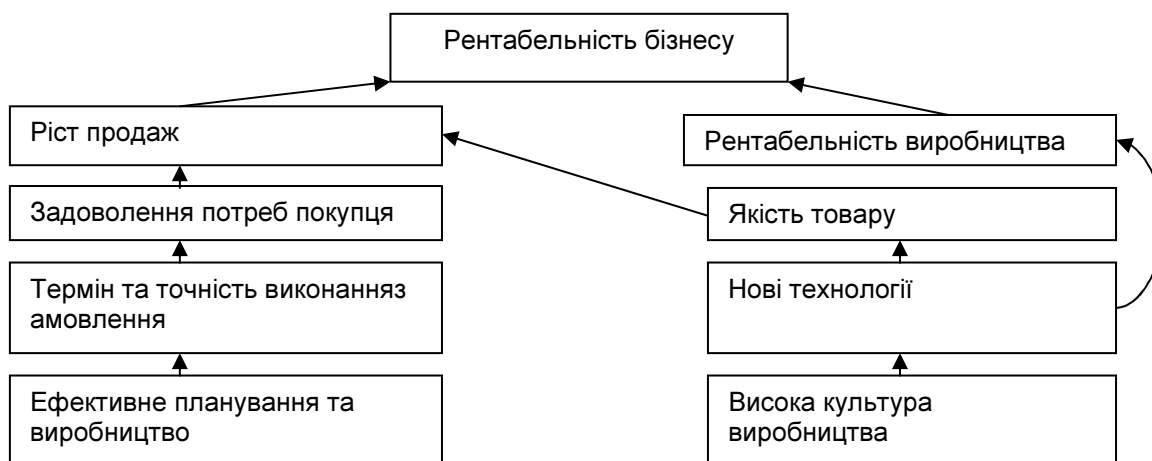 Рентабельність бізнесу
Ріст продаж
Рентабельність виробництва
Задоволення потреб покупця
Якість товару
Термін та точність виконанняз
амовлення
Нові технології
Ефективне планування та
виробництво
Висока культура
виробництва